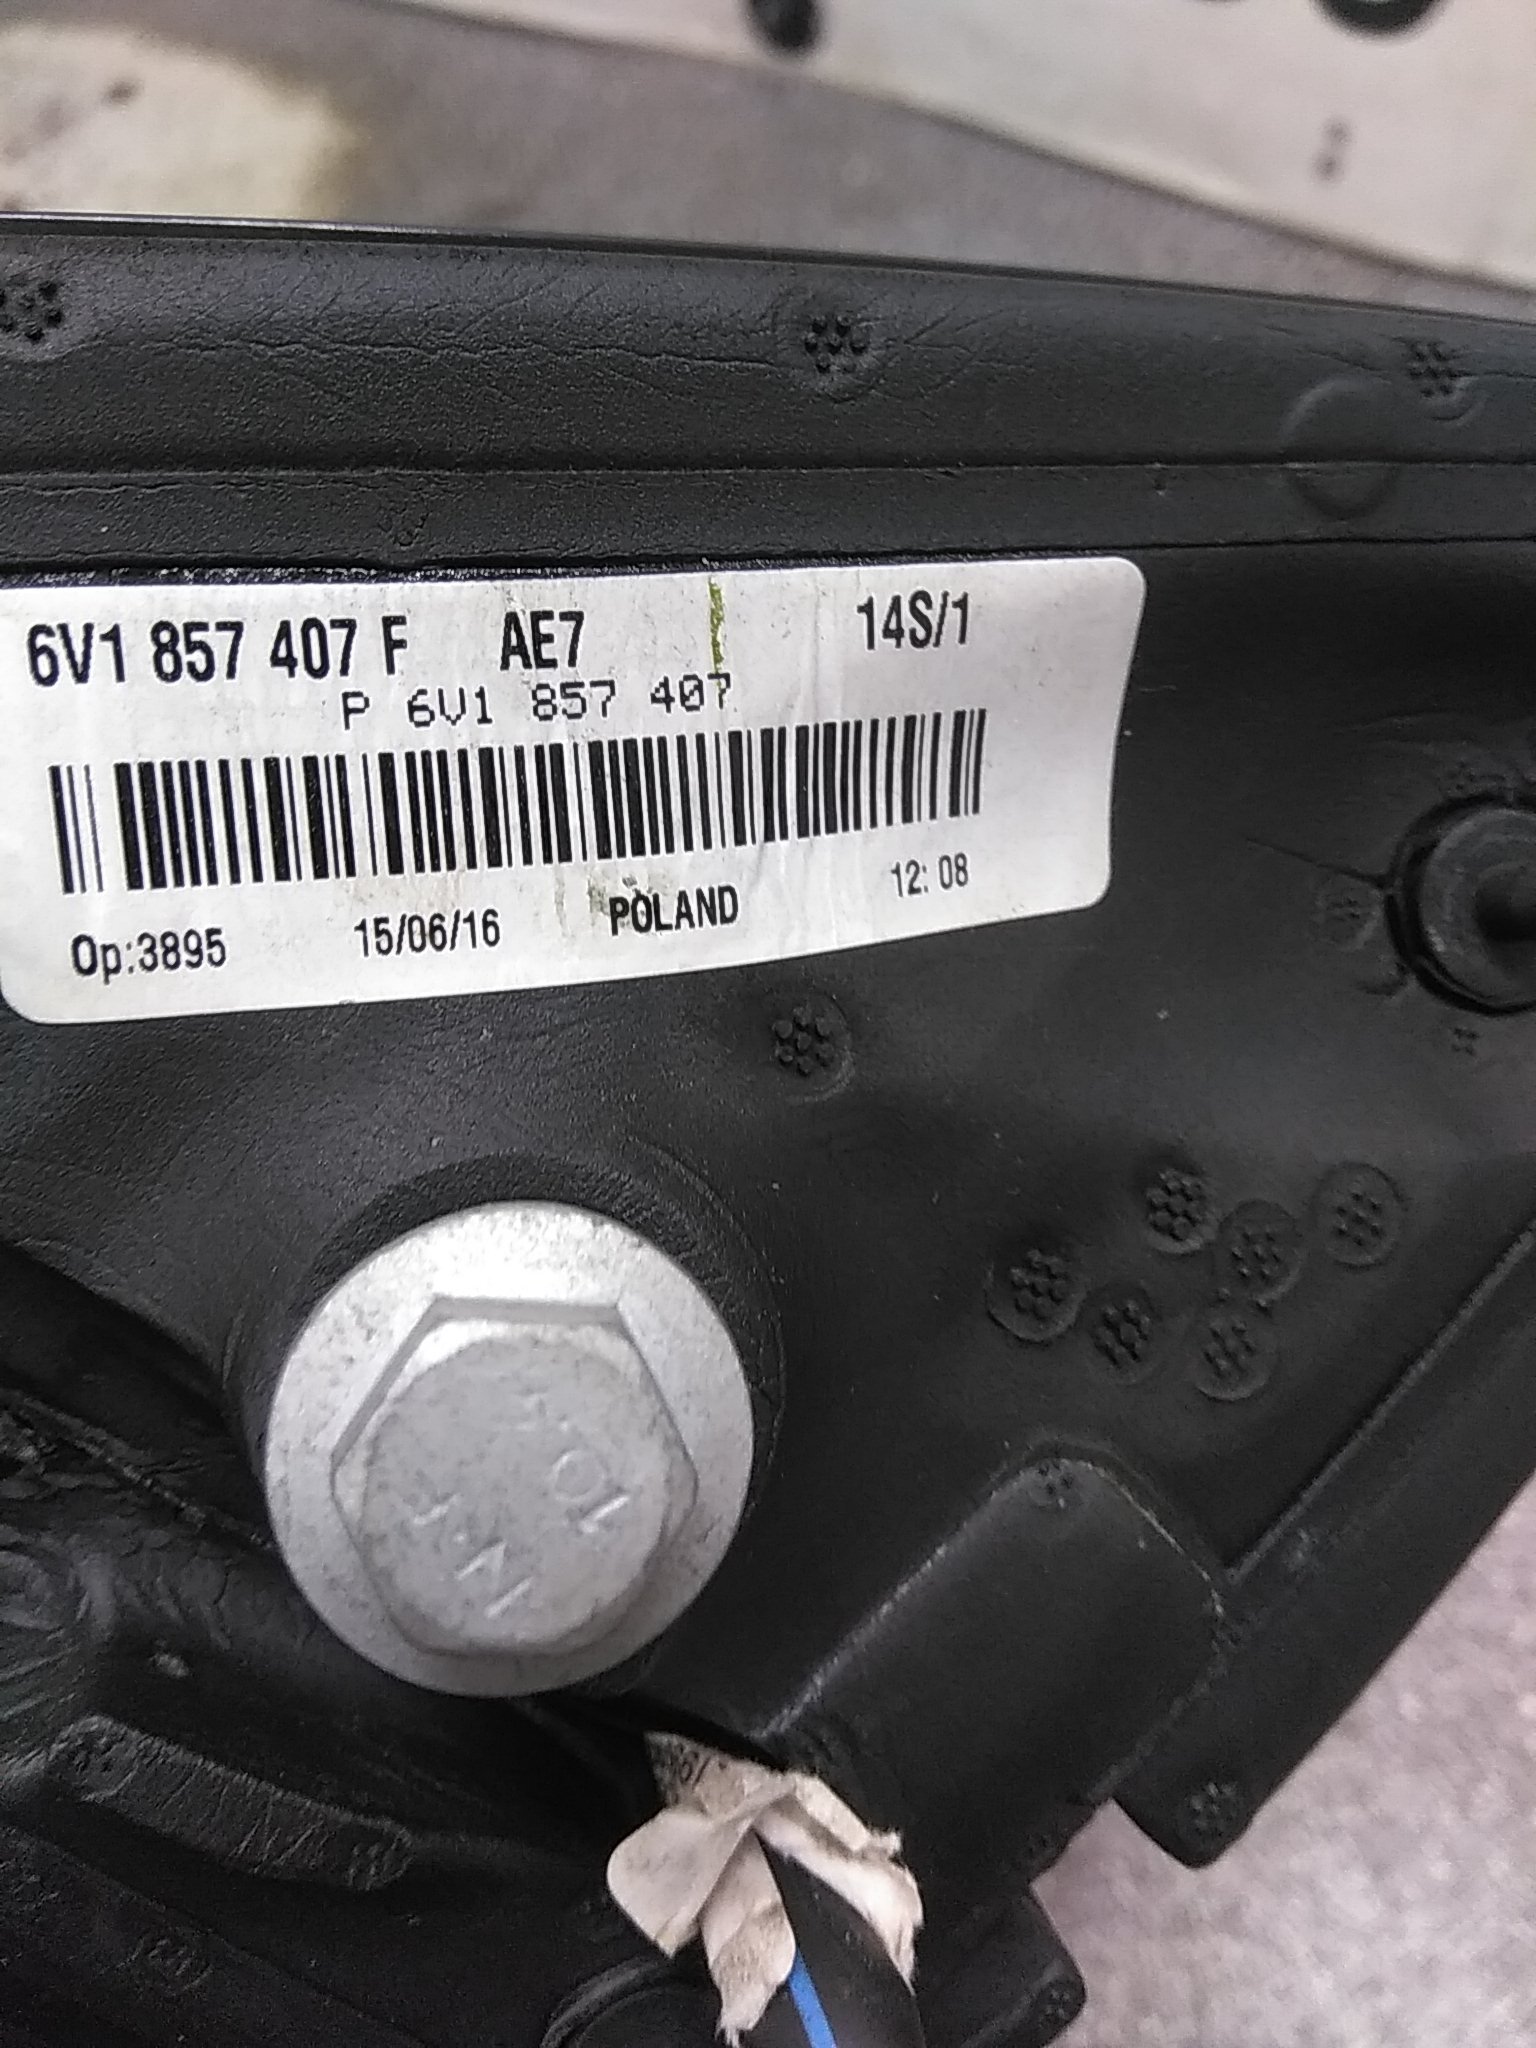 6V1 857 407 F AE7 14S/1
P 6V1 857 407
Op:3895 15/06/16 POLAND 12:08